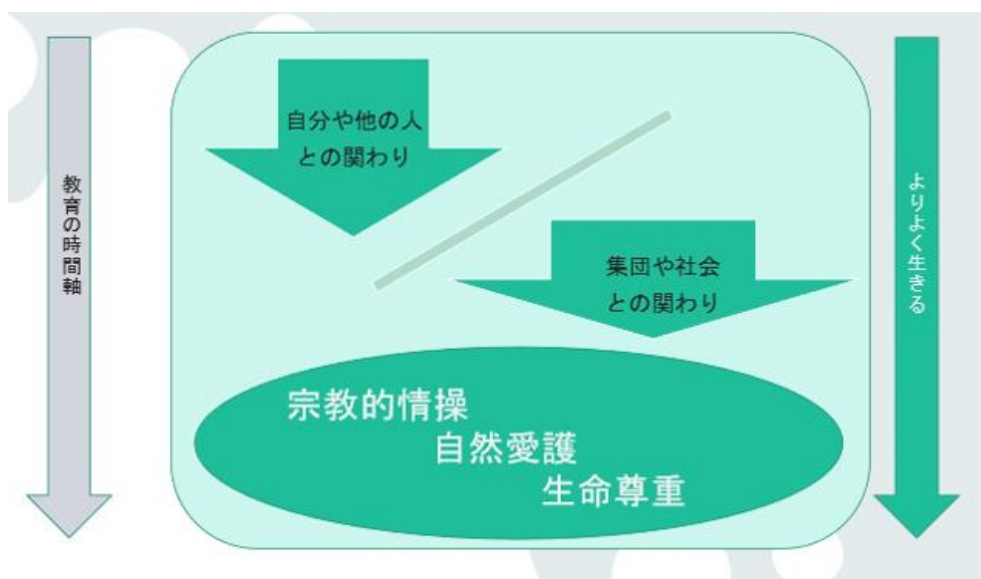 教育の時間軸
自分や他の人
との関わり
集団や社会
との関わり
宗教的情操
自然愛護
生命尊重
よりよく生きる